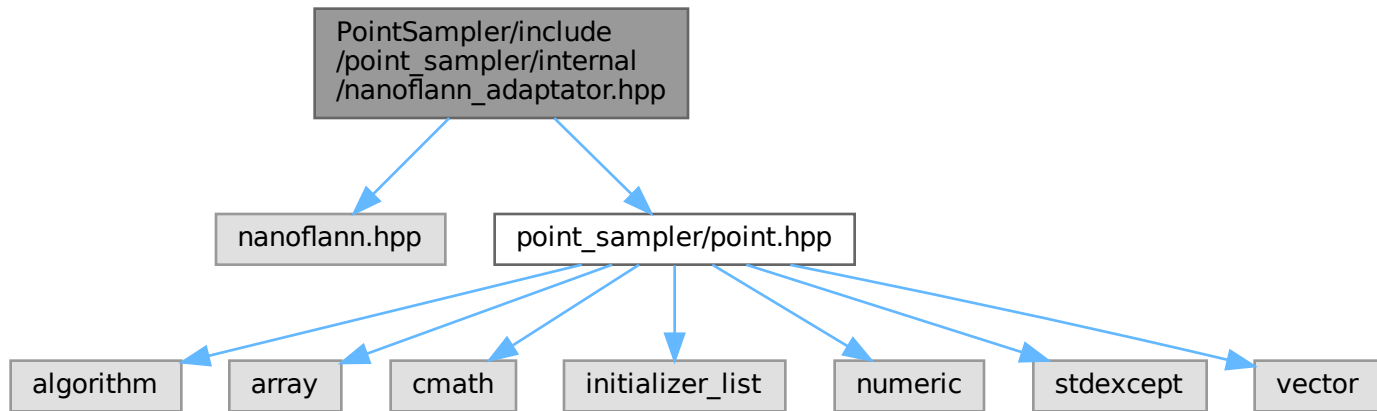 PointSampler/include
/point_sampler/internal
/nanoflann_adaptator.hpp
nanoflann.hpp
point_sampler/point.hpp
algorithm
array
cmath
initializer_list
numeric
stdexcept
vector